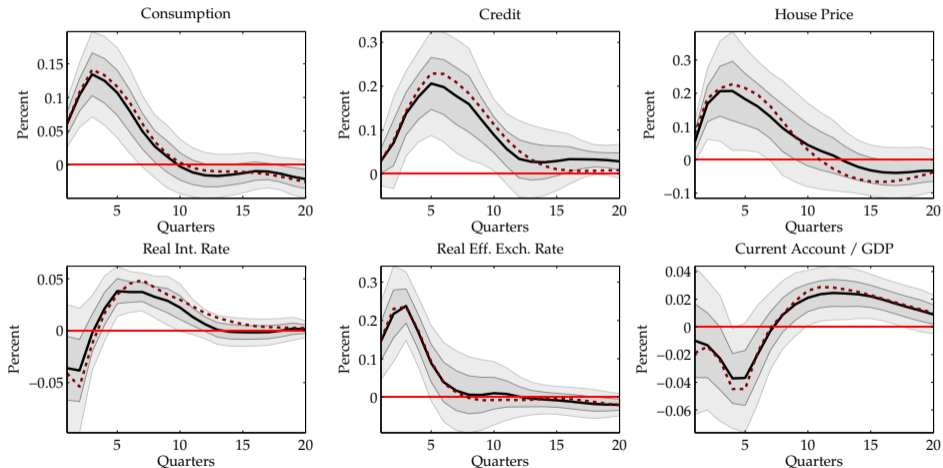 Consumption
Credit
House Price
0.15
0.1
0.05
0
0.3
0.2
0.1
0
0.3
0.2
0.1
0
−0.1
Percent
Percent
Percent
5 10 15 20
5 10 15 20
5 10 15 20
Quarters
Quarters
Quarters
Real Int. Rate
Real Eff. Exch. Rate
Current Account / GDP
0.05
0
−0.05
0.3
0.2
0.1
0
0.04
0.02
0
−0.02
−0.04
−0.06
Percent
Percent
Percent
5 10 15 20
5 10 15 20
5 10 15 20
Quarters
Quarters
Quarters